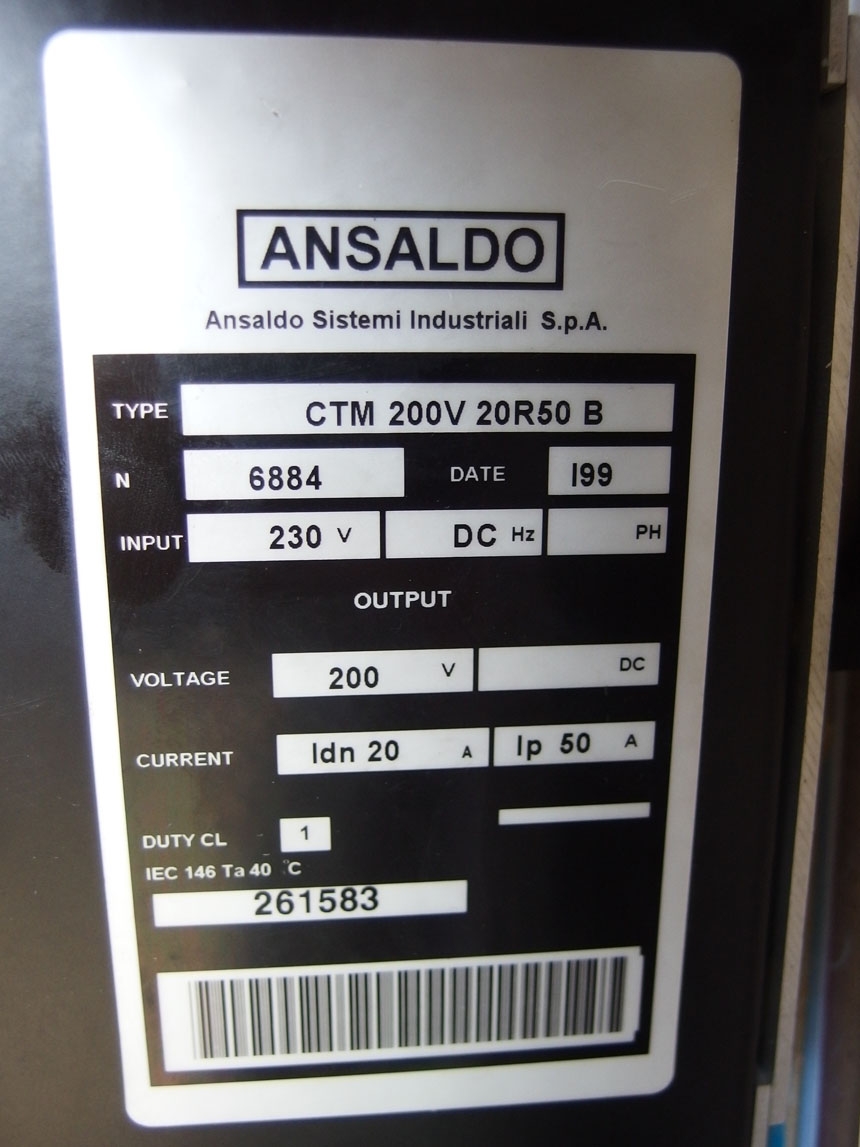 ANSALDO
Ansaldo Sistemi Industriali S.p.A.
TYPE CTM 200V 20R50 B
N 6884 DATE I99
INPUT 230 V DC Hz PH
OUTPUT
VOLTAGE 200 V DC
CURRENT Idn 20 A Ip 50 A
DUTY CL 1
IEC 146 Ta 40 °C
261583